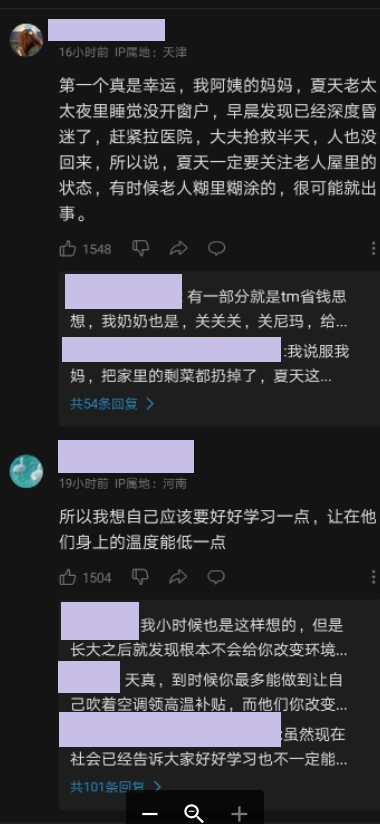 16小时前 IP属地：天津
第一个真是幸运，我阿姨的妈妈，夏天老太
太夜里睡觉没开窗户，早晨发现已经深度昏
迷了，赶紧拉医院，大夫抢救半天，人也没
回来，所以说，夏天一定要关注老人屋里的
状态，有时候老人糊里糊涂的，很可能就出
事。
1548
: 有一部分就是tm省钱思
想，我奶奶也是，关关关，关尼玛，给...
:我说服我
妈，把家里的剩菜都扔掉了，夏天这...
共54条回复
19小时前 IP属地：河南
所以我想自己应该要好好学习一点，让在他
们身上的温度能低一点
1504
我小时候也是这样想的，但是
长大之后就发现根本不会给你改变环境...
天真，到时候你最多能做到让自
己吹着空调领高温补贴，而他们你改变...
:虽然现在
社会已经告诉大家好好学习也不一定能...
共101条回复